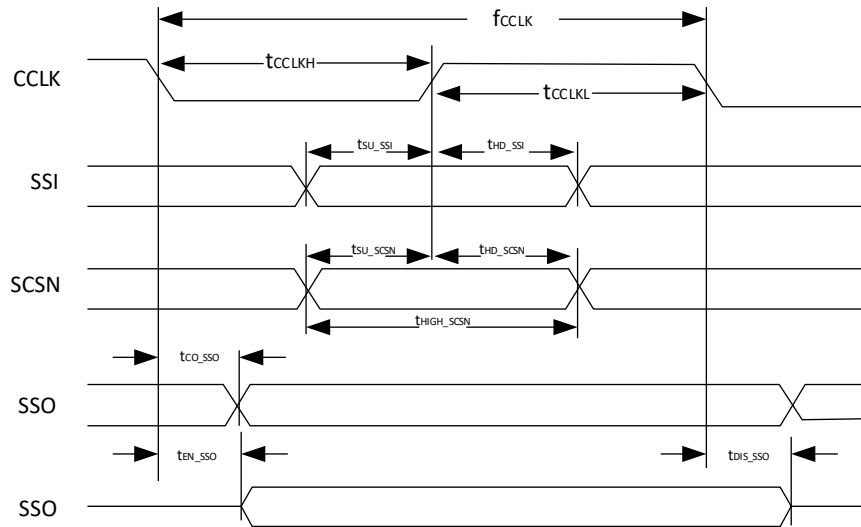 fCCLK
CCLK
tCCLKH
tCCLKL
tSU_SSI
tHD_SSI
SSI
tSU_SCSN
tHD_SCSN
SCSN
tHIGH_SCSN
tCO_SSO
SSO
tEN_SSO
tDIS_SSO
SSO